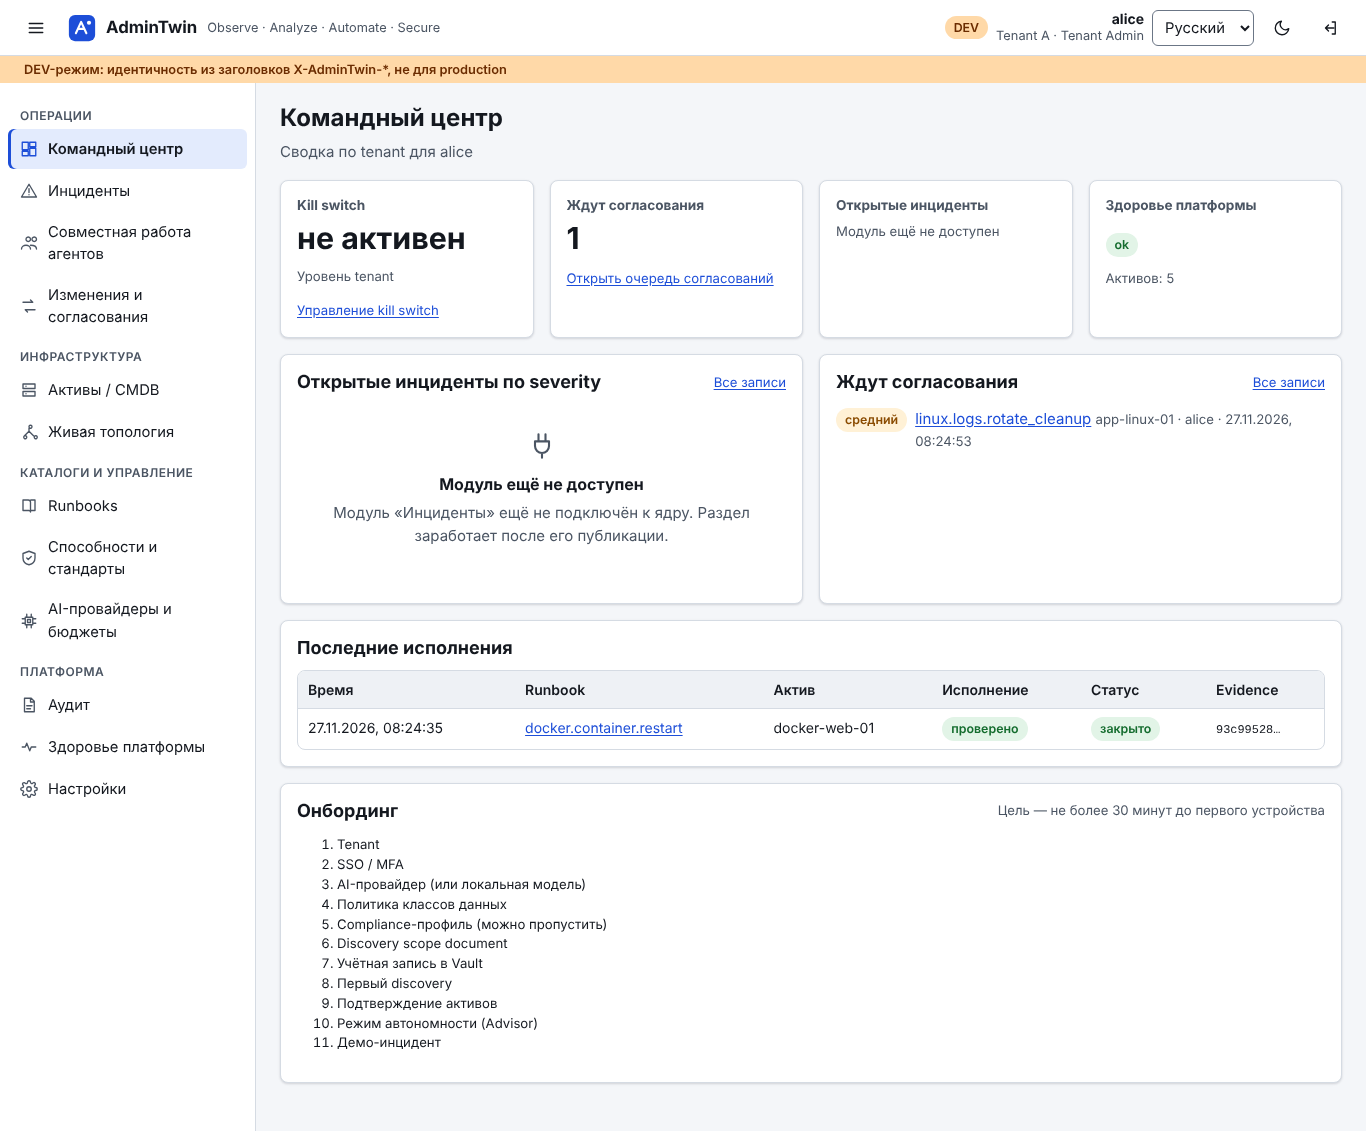 AdminTwin Observe · Analyze · Automate · Secure
DEV
alice
Tenant A · Tenant Admin
Русский
DEV-режим: идентичность из заголовков X-AdminTwin-*, не для production
ОПЕРАЦИИ
Командный центр
Инциденты
Совместная работа
агентов
Изменения и
согласования
ИНФРАСТРУКТУРА
Активы / CMDB
Живая топология
КАТАЛОГИ И УПРАВЛЕНИЕ
Runbooks
Способности и
стандарты
AI-провайдеры и
бюджеты
ПЛАТФОРМА
Аудит
Здоровье платформы
Настройки
Командный центр
Сводка по tenant для alice
Kill switch
не активен
Уровень tenant
Управление kill switch
Ждут согласования
1
Открыть очередь согласований
Открытые инциденты
Модуль ещё не доступен
Здоровье платформы
ok
Активов: 5
Открытые инциденты по severity
Все записи
Модуль ещё не доступен
Модуль «Инциденты» ещё не подключён к ядру. Раздел
заработает после его публикации.
Ждут согласования
Все записи
средний linux.logs.rotate_cleanup app-linux-01 · alice · 27.11.2026,
08:24:53
Последние исполнения
Время Runbook Актив Исполнение Статус Evidence
27.11.2026, 08:24:35 docker.container.restart docker-web-01 проверено закрыто 93c99528…
Онбординг
Цель — не более 30 минут до первого устройства
1. Tenant
2. SSO / MFA
3. AI-провайдер (или локальная модель)
4. Политика классов данных
5. Compliance-профиль (можно пропустить)
6. Discovery scope document
7. Учётная запись в Vault
8. Первый discovery
9. Подтверждение активов
10. Режим автономности (Advisor)
11. Демо-инцидент